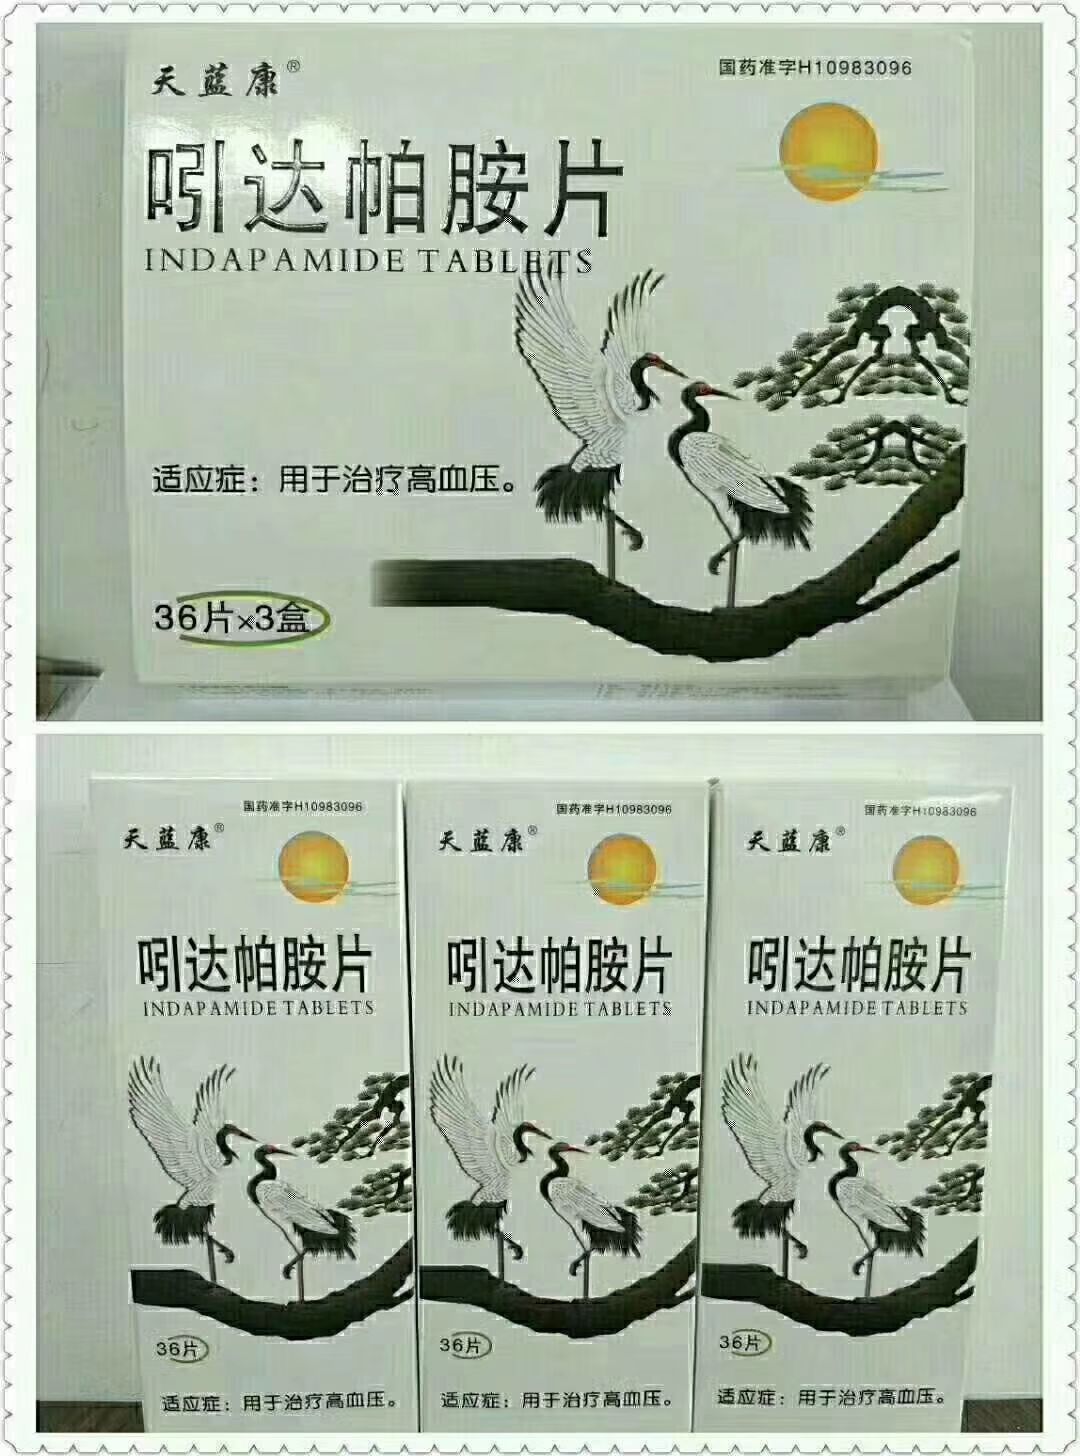 天蓝康®
国药准字H10983096
吲达帕胺片
INDAPAMIDE TABLETS
适应症：用于治疗高血压。
36片×3盒
国药准字H10983096
天蓝康®
吲达帕胺片
INDAPAMIDE TABLETS
36片
适应症：用于治疗高血压。
国药准字H10983096
天蓝康®
吲达帕胺片
INDAPAMIDE TABLETS
36片
适应症：用于治疗高血压。
国药准字H10983096
天蓝康®
吲达帕胺片
INDAPAMIDE TABLETS
36片
适应症：用于治疗高血压。